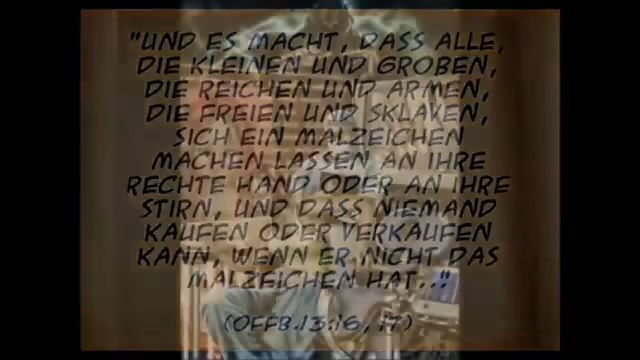 "UND ES MACHT, DASS ALLE,
DIE KLEINEN UND GROßEN,
DIE REICHEN UND ARMEN,
DIE FREIEN UND SKLAVEN,
SICH EIN MALZEICHEN
MACHEN LASSEN AN IHRE
RECHTE HAND ODER AN IHRE
STIRN, UND DASS NIEMAND
KAUFEN ODER VERKAUFEN
KANN, WENN ER NICHT DAS
MALZEICHEN HAT..."
(OFFB.13:16, 17)